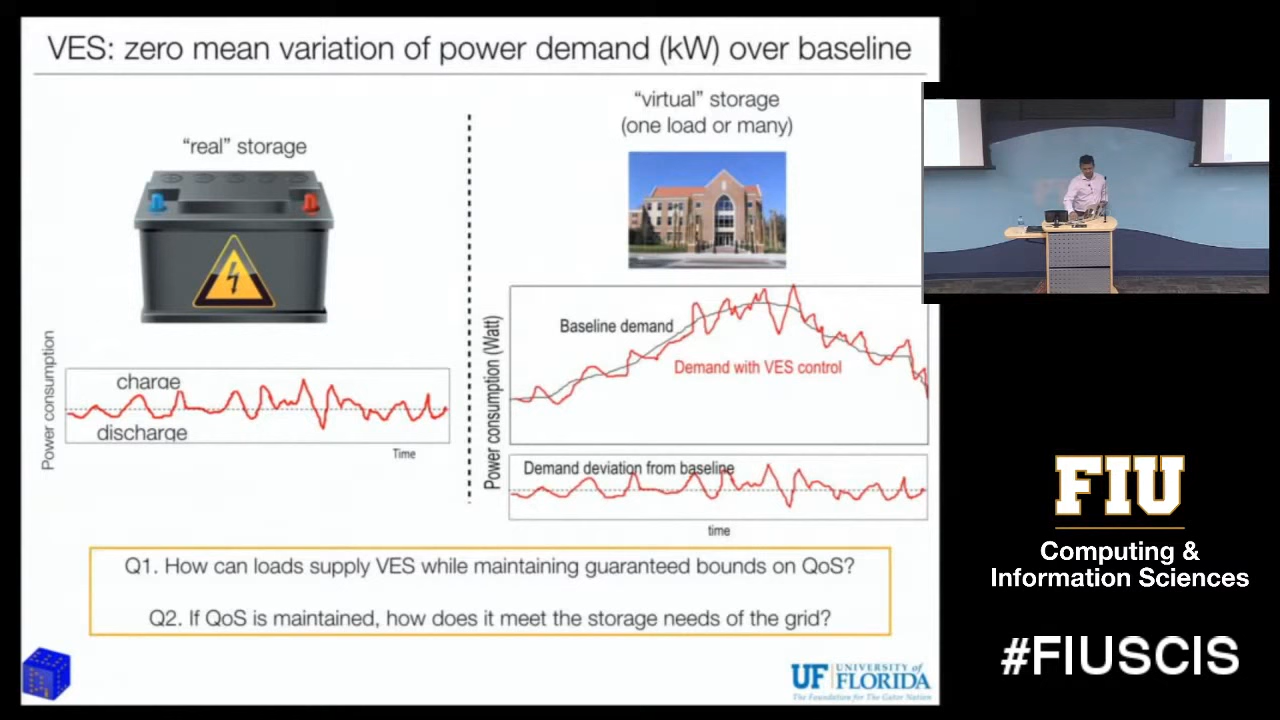 VES: zero mean variation of power demand (kW) over baseline
"real" storage
Power consumption
charge
discharge
Time
"virtual" storage
(one load or many)
Power consumption (Watt)
Baseline demand
Demand with VES control
Demand deviation from baseline
time
Q1. How can loads supply VES while maintaining guaranteed bounds on QoS?
Q2. If QoS is maintained, how does it meet the storage needs of the grid?
UF UNIVERSITY of
FLORIDA
The Foundation for The Gator Nation
FIU
Computing &
Information Sciences
#FIUSCIS